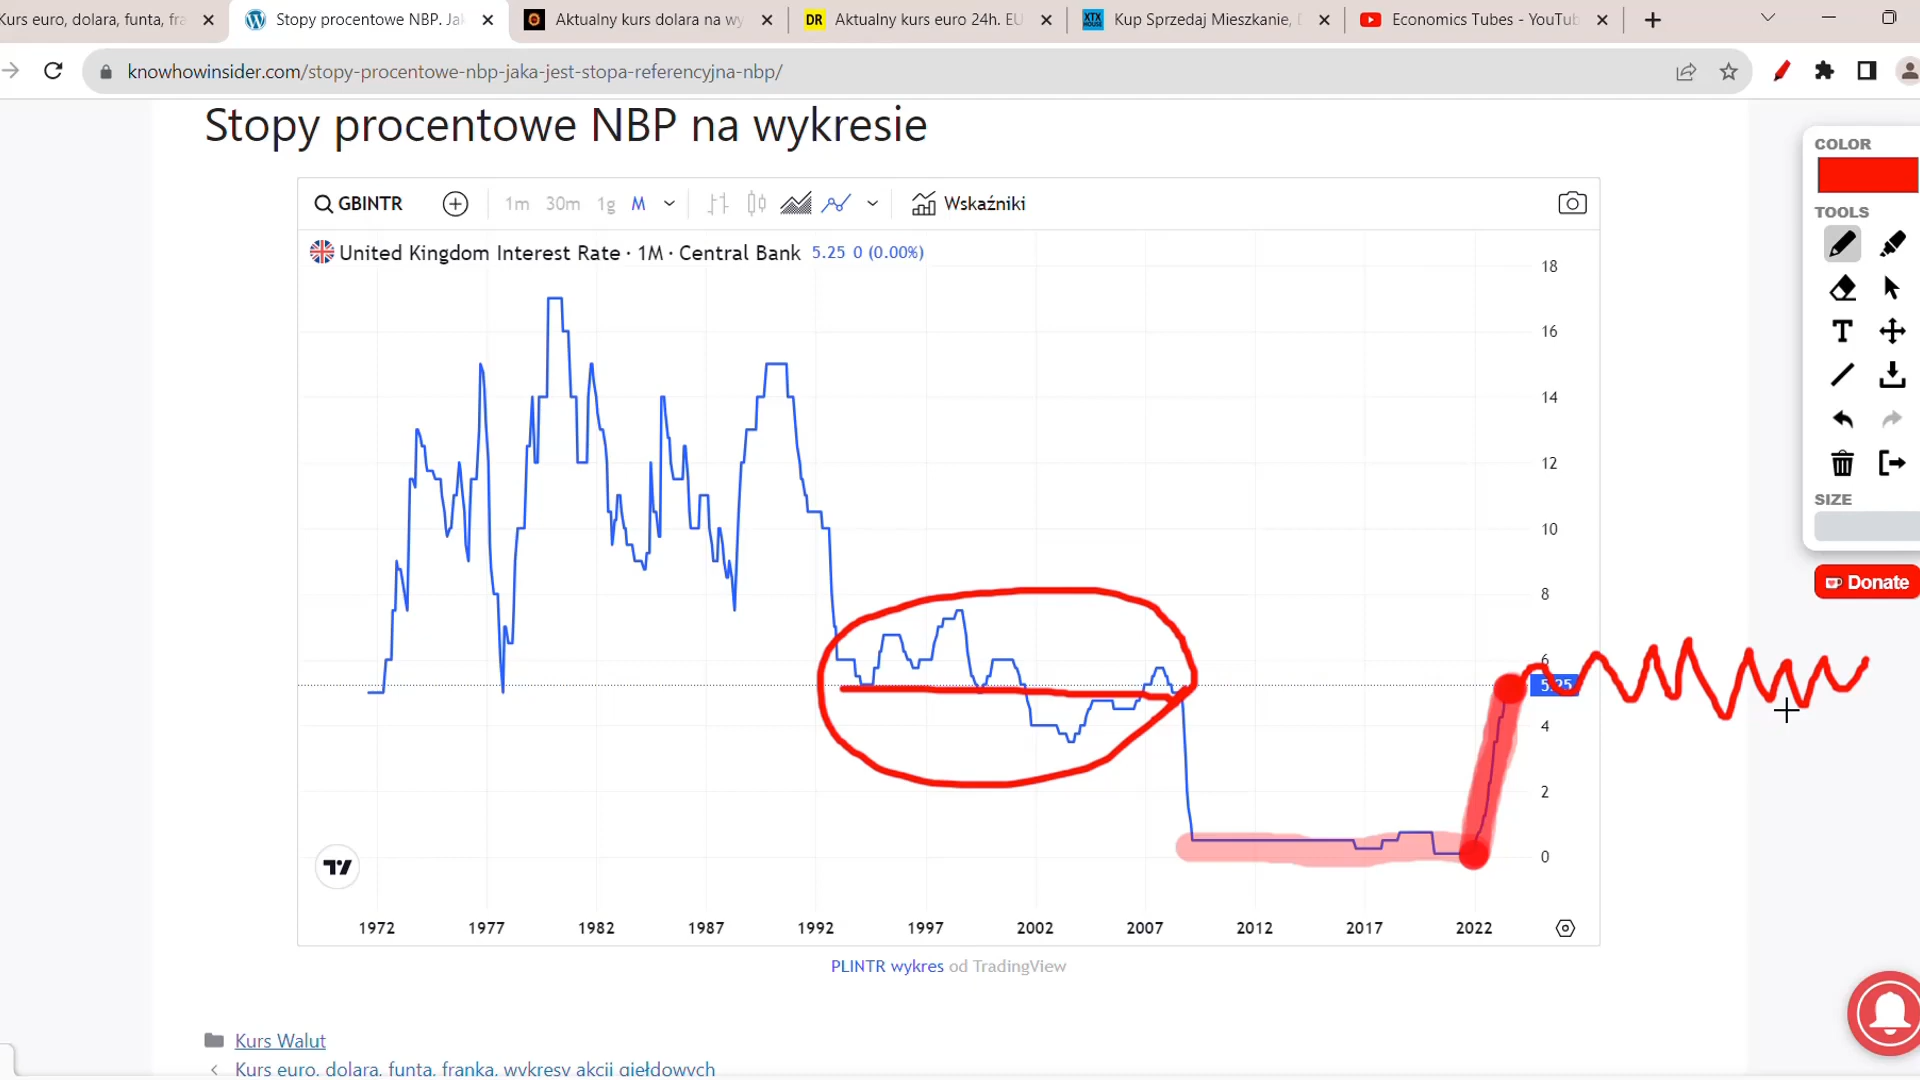 Kurs euro, dolara, funta, fra
Stopy procentowe NBP. Jak
Aktualny kurs dolara na wy
DR
Aktualny kurs euro 24h. EU
XTX
HOUSE
Kup Sprzedaj Mieszkanie,
Economics Tubes - YouTub
knowhowinsider.com/stopy-procentowe-nbp-jaka-jest-stopa-referencyjna-nbp/
Stopy procentowe NBP na wykresie
GBINTR
1m 30m 1g M
Wskaźniki
United Kingdom Interest Rate · 1M · Central Bank 5.25 0 (0.00%)
18
16
14
12
10
8
6
5.25
4
2
0
1972 1977 1982 1987 1992 1997 2002 2007 2012 2017 2022
PLINTR wykres od TradingView
Kurs Walut
Kurs euro, dolara, funta, franka, wykresy akcji giełdowych
COLOR
TOOLS
SIZE
Donate